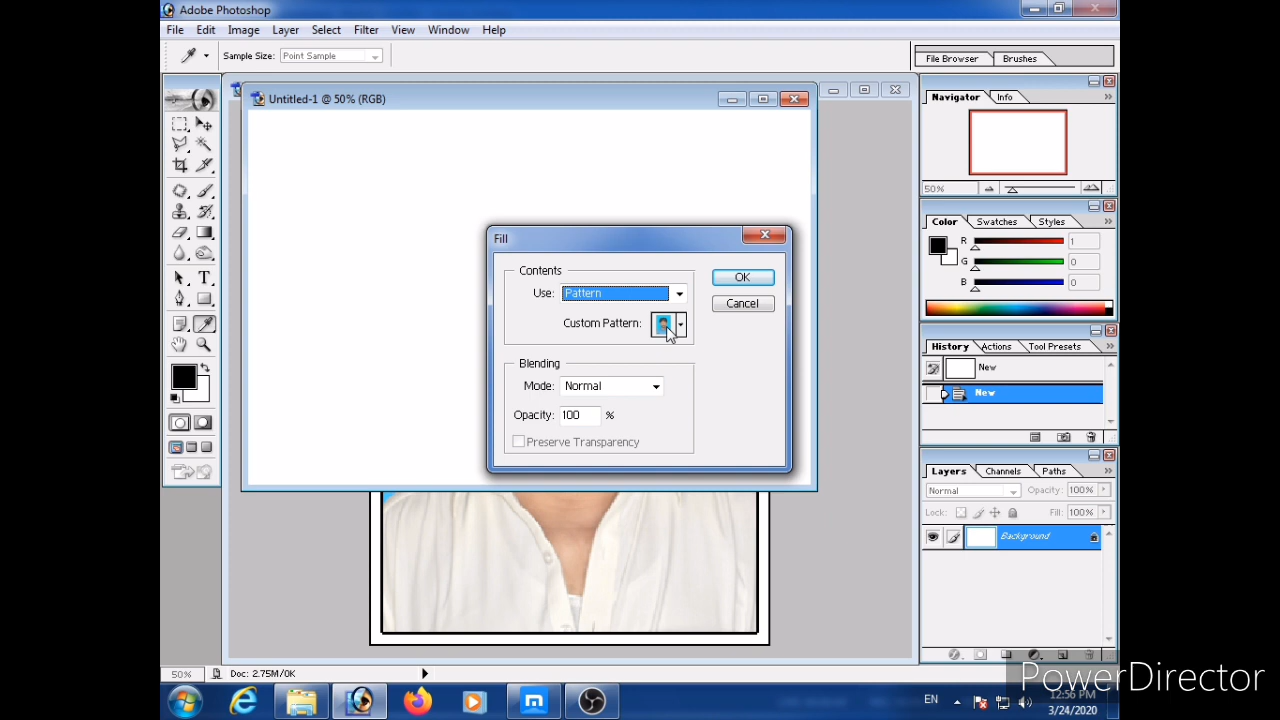 Adobe Photoshop
File Edit Image Layer Select Filter View Window Help
Sample Size: Point Sample
File Browser Brushes
Untitled-1 @ 50% (RGB)
Navigator Info
50%
Color Swatches Styles
R 1
G 0
B 0
Fill
Contents
Use: Pattern
Custom Pattern:
OK
Cancel
Blending
Mode: Normal
Opacity: 100 %
Preserve Transparency
History Actions Tool Presets
New
New
Layers Channels Paths
Normal Opacity: 100%
Lock: Fill: 100%
Background
50% Doc: 2.75M/0K
EN
12:56 PM
3/24/2020
PowerDirector